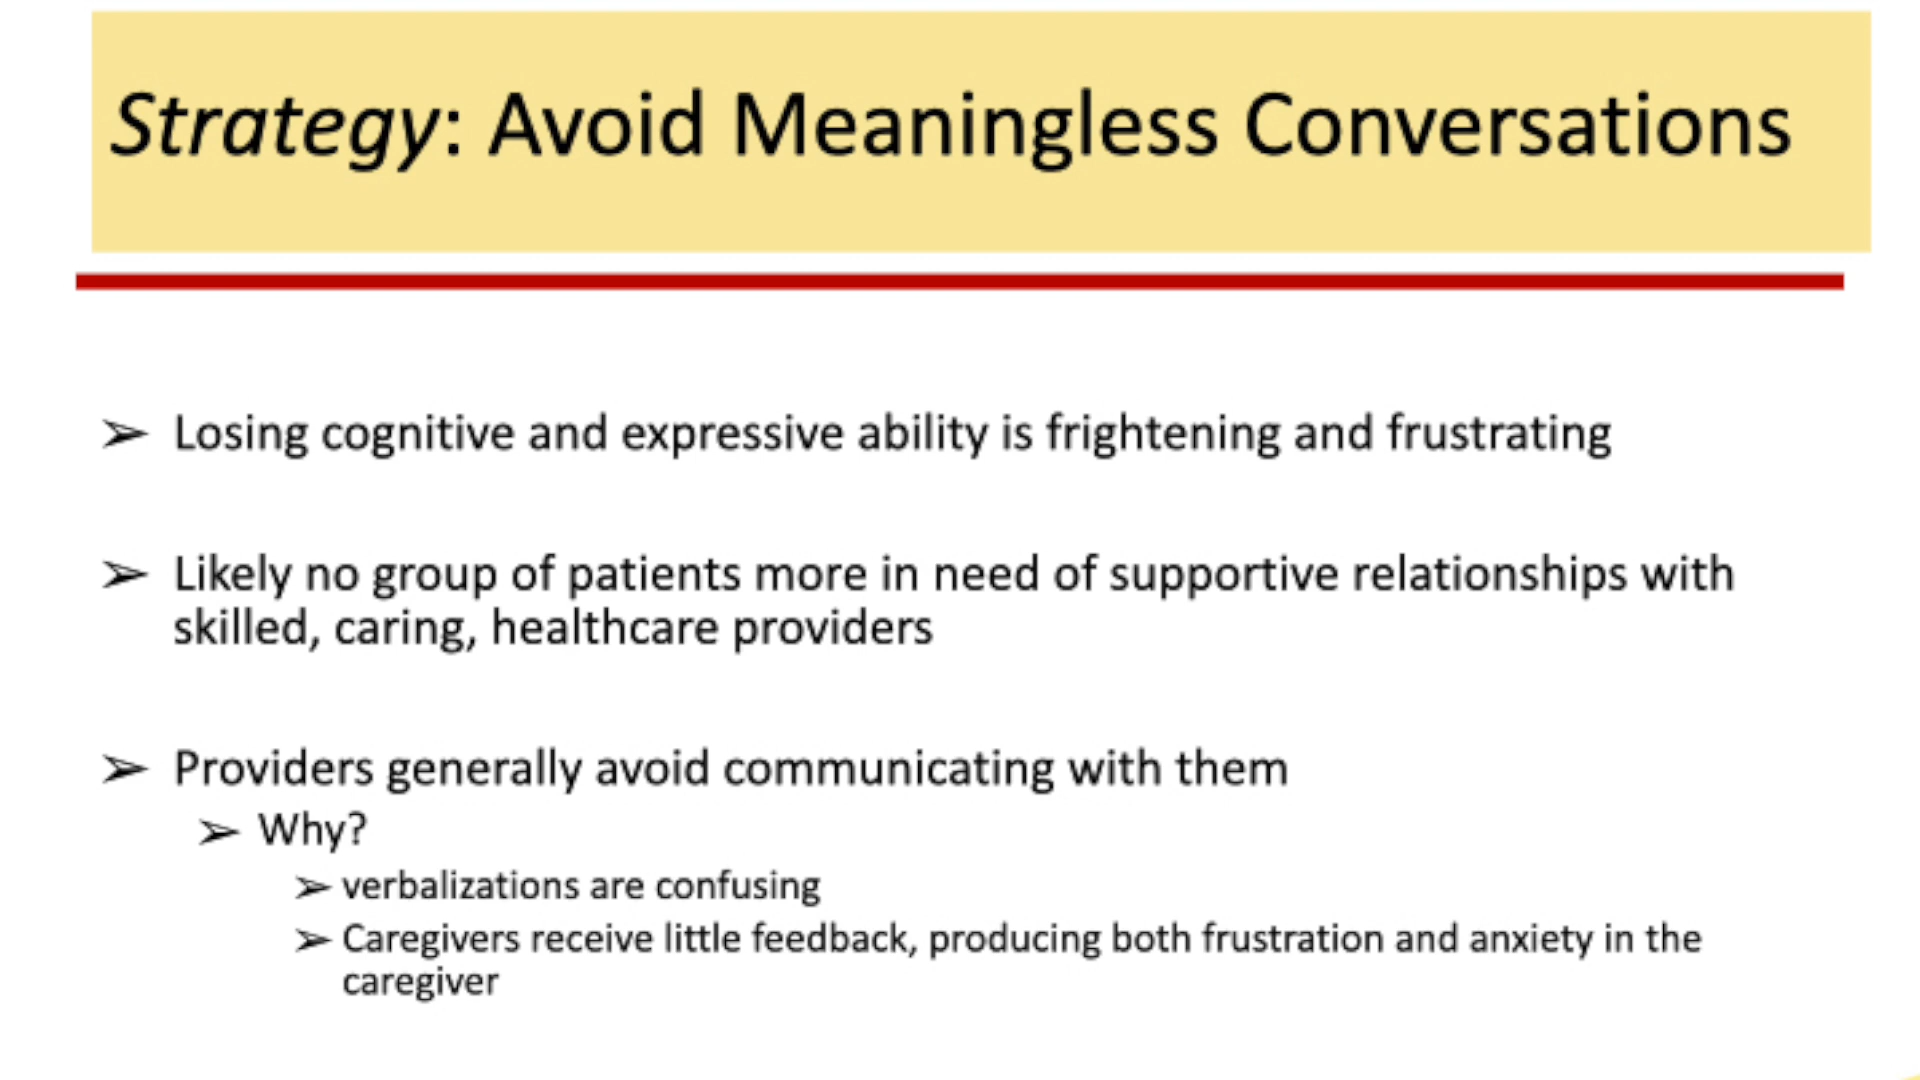 Strategy: Avoid Meaningless Conversations
➢ Losing cognitive and expressive ability is frightening and frustrating
➢ Likely no group of patients more in need of supportive relationships with
skilled, caring, healthcare providers
➢ Providers generally avoid communicating with them
➢ Why?
➢ verbalizations are confusing
➢ Caregivers receive little feedback, producing both frustration and anxiety in the
caregiver